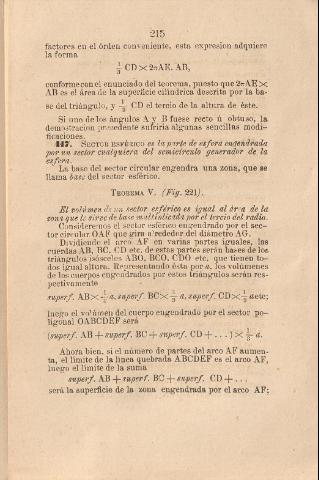 215
factores en el órden conveniente, esta expresion adquiere
la forma
1/3 CD × 2πAE. AB,
conforme con el enunciado del teorema, puesto que 2πAE ×
AB es el área de la superficie cilíndrica descrita por la ba-
se del triángulo, y 1/3 CD el tercio de la altura de éste.
Si uno de los ángulos A y B fuese recto ú obtuso, la
demostracion precedente sufriria algunas sencillas modi-
ficaciones.
447. SECTOR ESFÉRICO es la parte de esfera engendrada
por un sector cualquiera del semicírculo generador de la
esfera.
La base del sector circular engendra una zona, que se
llama base del sector esférico.
TEOREMA V. (Fig. 221).
El volúmen de un sector esférico es igual al área de la
zona que le sirve de base multiplicada por el tercio del radio.
Consideremos el sector esférico engendrado por el sec-
tor circular OAF que gira alrededor del diámetro AG.
Dividiendo el arco AF en varias partes iguales, las
cuerdas AB, BC, CD etc. de estas partes serán bases de los
triángulos isósceles ABO, BCO, CDO etc. que tienen to-
dos igual altura. Representando ésta por a, los volúmenes
de los cuerpos engendrados por estos triángulos serán res-
pectivamente
superf. AB × 1/3 a, superf. BC × 1/3 a, superf. CD × 1/3 a etc;
luego el volúmen del cuerpo engendrado por el sector po-
ligonal OABCDEF será
(superf. AB + superf. BC + superf. CD + . . . ) × 1/3 a.
Ahora bien, si el número de partes del arco AF aumen-
ta, el límite de la línea quebrada ABCDEF es el arco AF,
luego el límite de la suma
superf. AB + superf. BC + superf. CD + . . .
será la superficie de la zona engendrada por el arco AF;